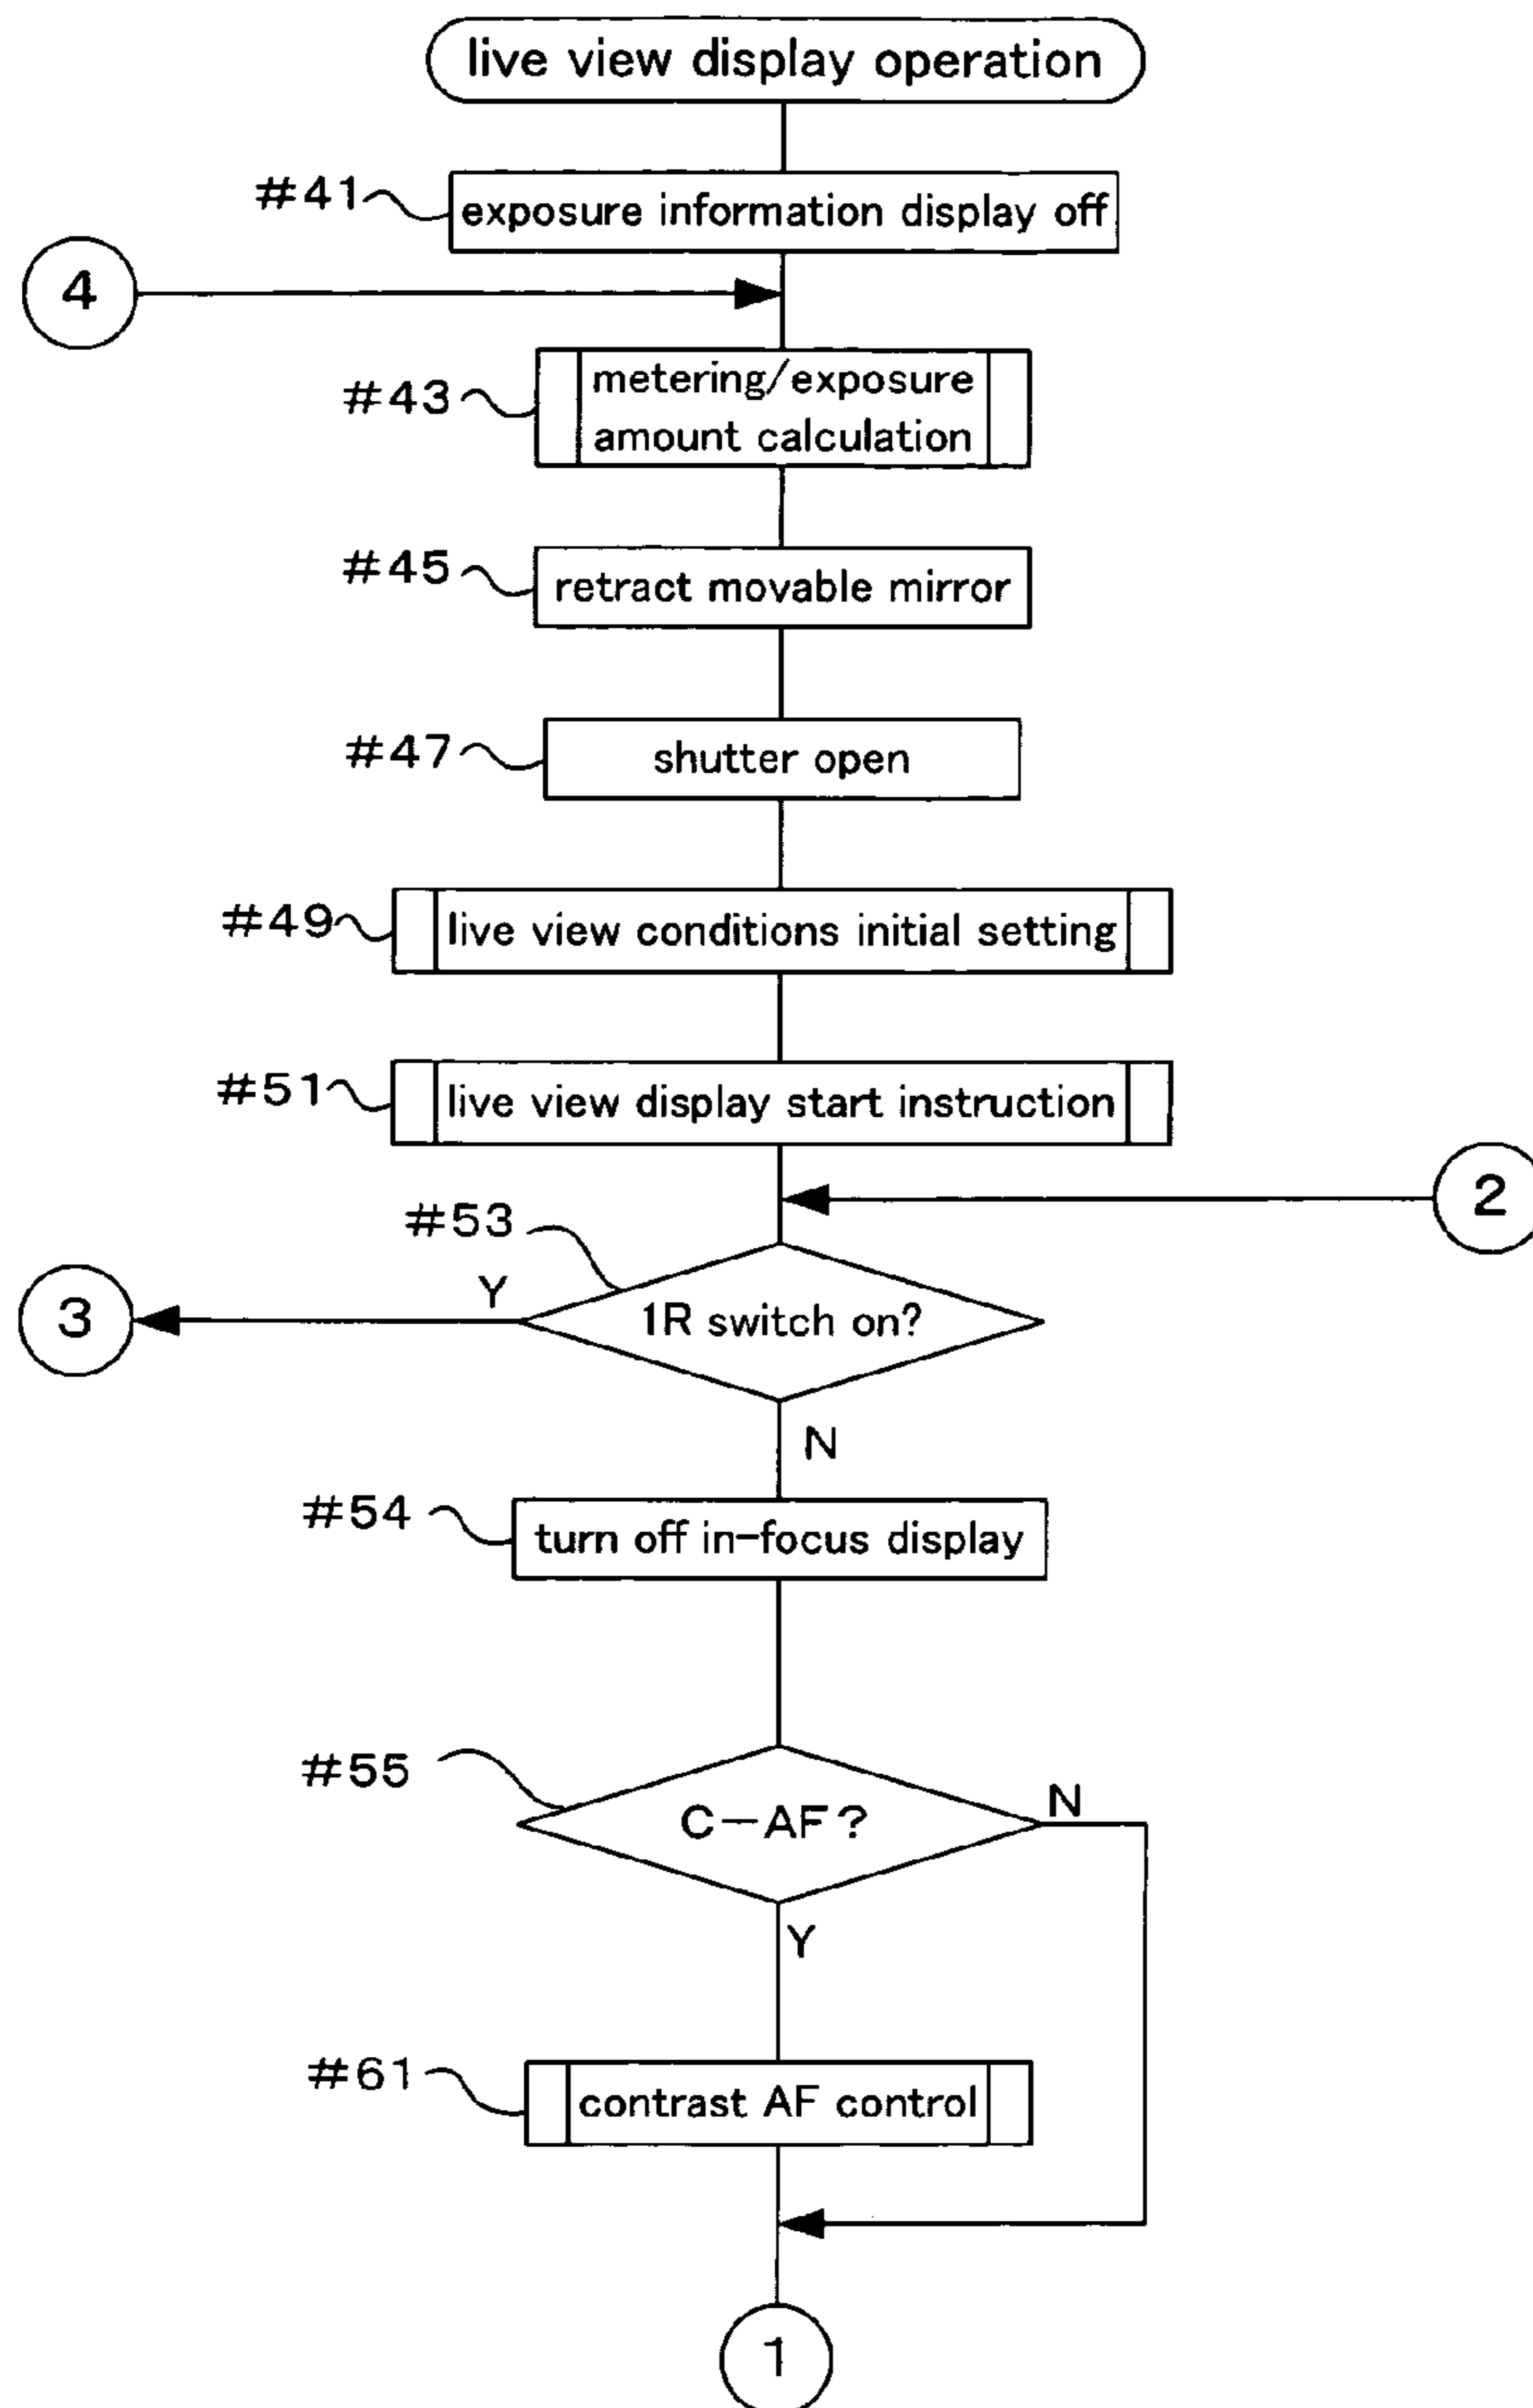 live view display operation
#41
exposure information display off
4
#43
metering/exposure
amount calculation
#45
retract movable mirror
#47
shutter open
#49
live view conditions initial setting
#51
live view display start instruction
2
#53
Y
3
1R switch on?
N
#54
turn off in-focus display
#55
C-AF?
N
Y
#61
contrast AF control
1